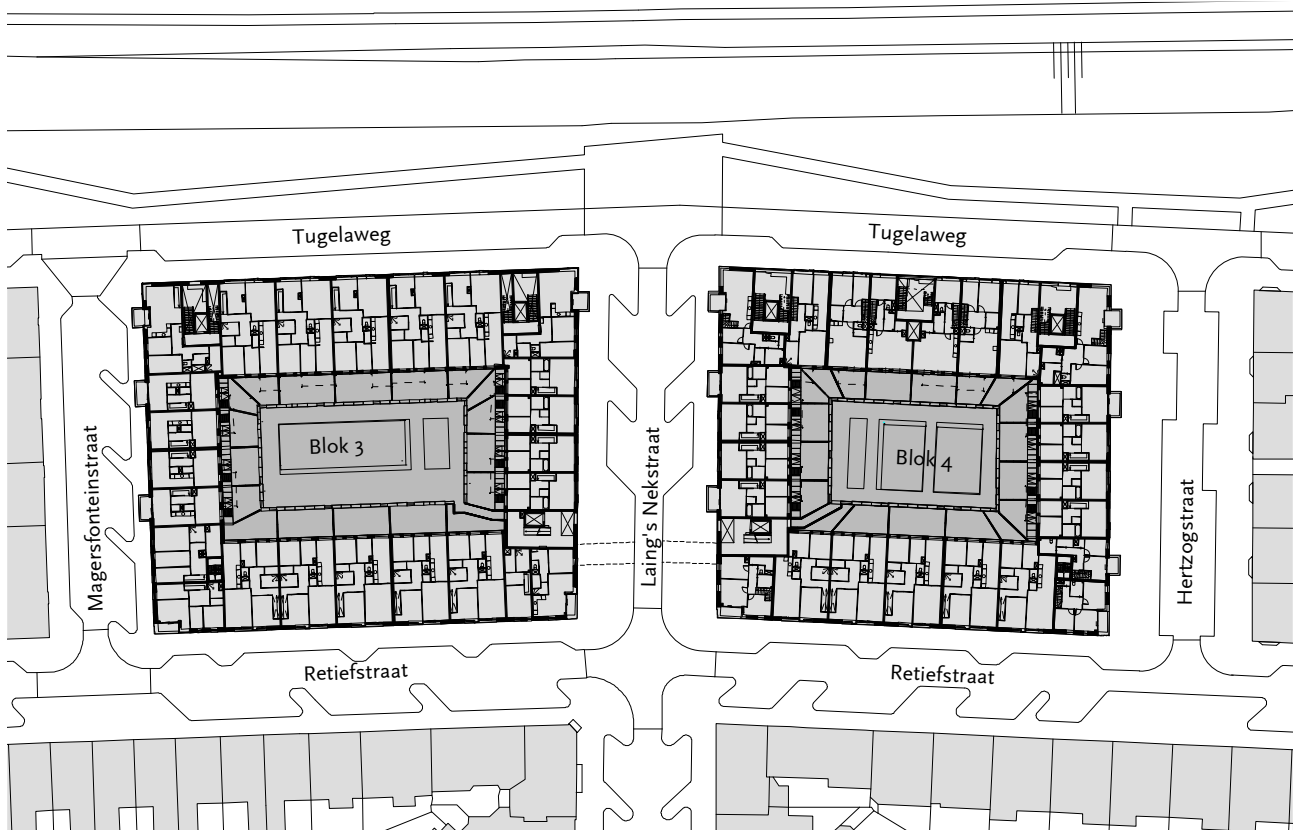 Tugelaweg
Tugelaweg
Blok 3
Blok 4
Magersfonteinstraat
Laing's Nekstraat
Hertzogstraat
Retiefstraat
Retiefstraat